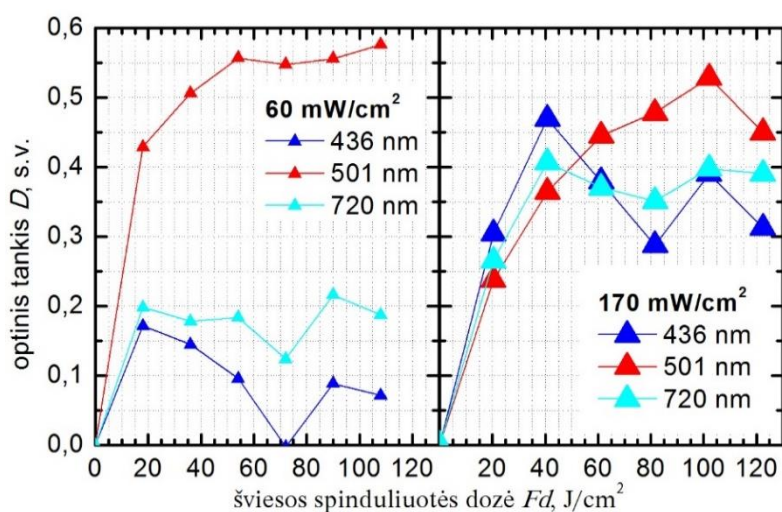 optinis tankis D, s.v.
0,6
0,5
0,4
0,3
0,2
0,1
0,0
60 mW/cm²
436 nm
501 nm
720 nm
170 mW/cm²
436 nm
501 nm
720 nm
0 20 40 60 80 100 120 20 40 60 80 100 120
šviesos spinduliuotės dozė Fd, J/cm²